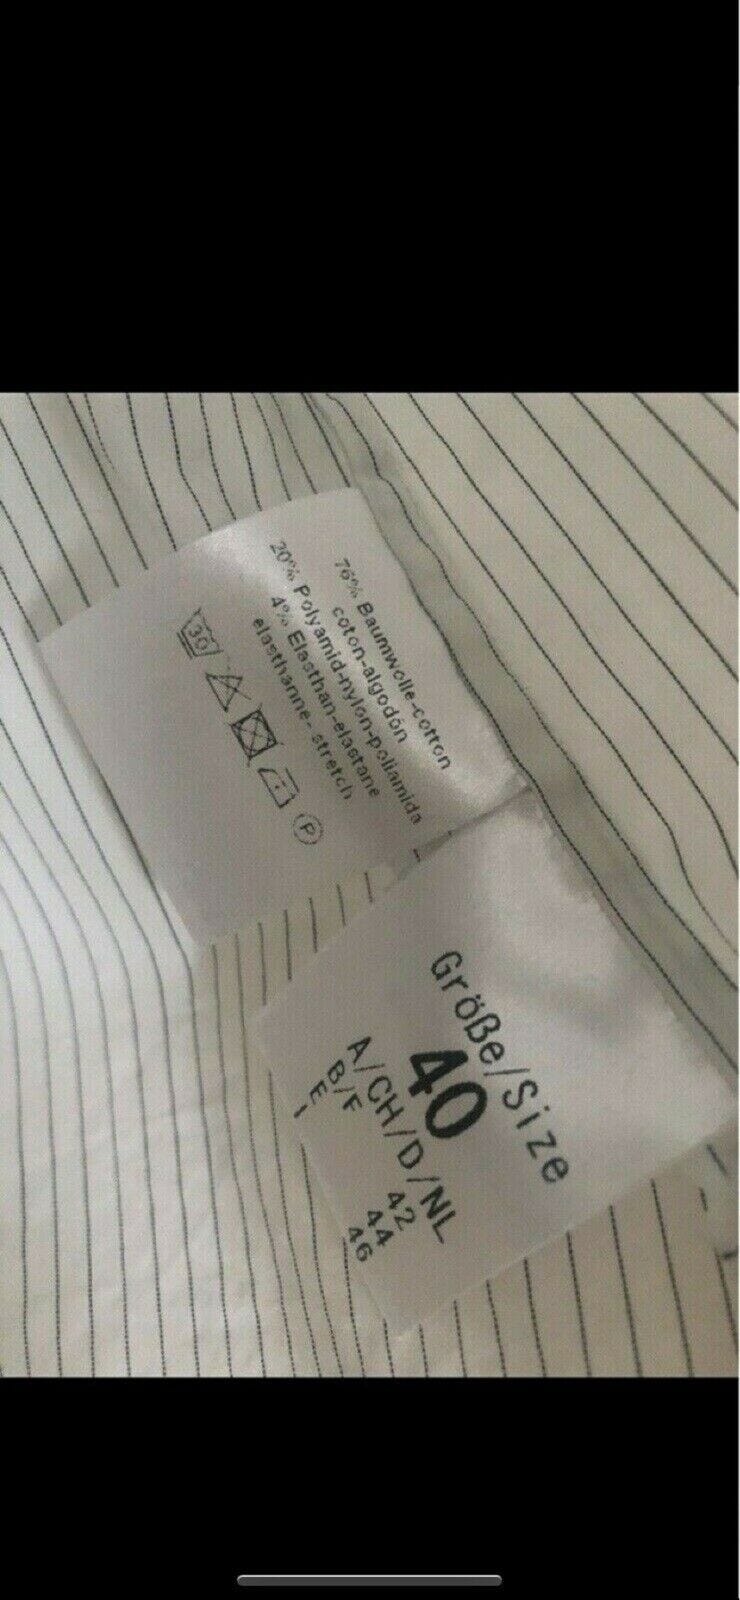 76% Baumwolle-cotton
coton-algodón
20% Polyamid-nylon-poliamida
4% Elasthan-elastane
elasthanne- stretch
30
P
Größe/Size
40
A/CH/D/NL
B/F 42
E 44
I 46